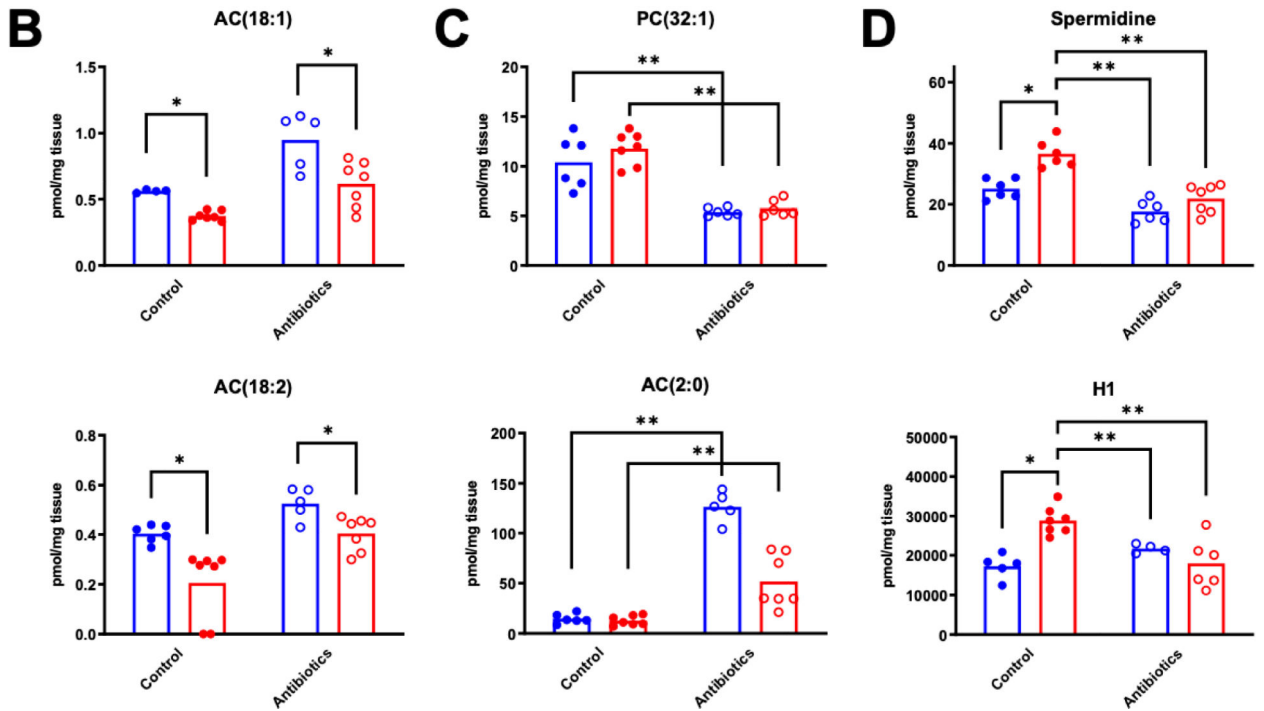 B
AC(18:1)
pmol/mg tissue
1.5
1.0
0.5
0.0
*
*
Control
Antibiotics
AC(18:2)
pmol/mg tissue
0.8
0.6
0.4
0.2
0.0
*
*
Control
Antibiotics
C
PC(32:1)
pmol/mg tissue
20
15
10
5
0
**
**
Control
Antibiotics
AC(2:0)
pmol/mg tissue
200
150
100
50
0
**
**
Control
Antibiotics
D
Spermidine
pmol/mg tissue
60
40
20
0
**
**
*
Control
Antibiotics
H1
pmol/mg tissue
50000
40000
30000
20000
10000
0
**
**
*
Control
Antibiotics